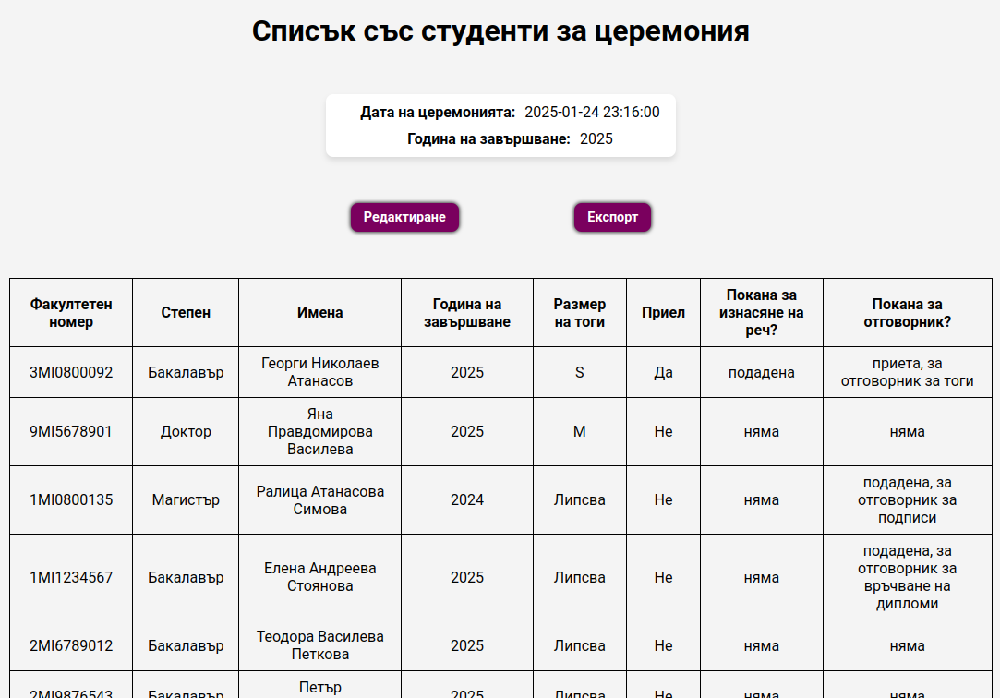 Списък със студенти за церемония
Дата на церемонията: 2025-01-24 23:16:00
Година на завършване: 2025
Редактиране Експорт
Факултетен номер Степен Имена Година на завършване Размер на тоги Приел Покана за изнасяне на реч? Покана за отговорник?
3MI0800092 Бакалавър Георги Николаев Атанасов 2025 S Да подадена приета, за отговорник за тоги
9MI5678901 Доктор Яна Правдомирова Василева 2025 M Не няма няма
1MI0800135 Магистър Ралица Атанасова Симова 2024 Липсва Не няма подадена, за отговорник за подписи
1MI1234567 Бакалавър Елена Андреева Стоянова 2025 Липсва Не няма подадена, за отговорник за връчване на дипломи
2MI6789012 Бакалавър Теодора Василева Петкова 2025 Липсва Не няма няма
2MI9876543 Бакалавър Петър 2025 Липсва Не няма няма